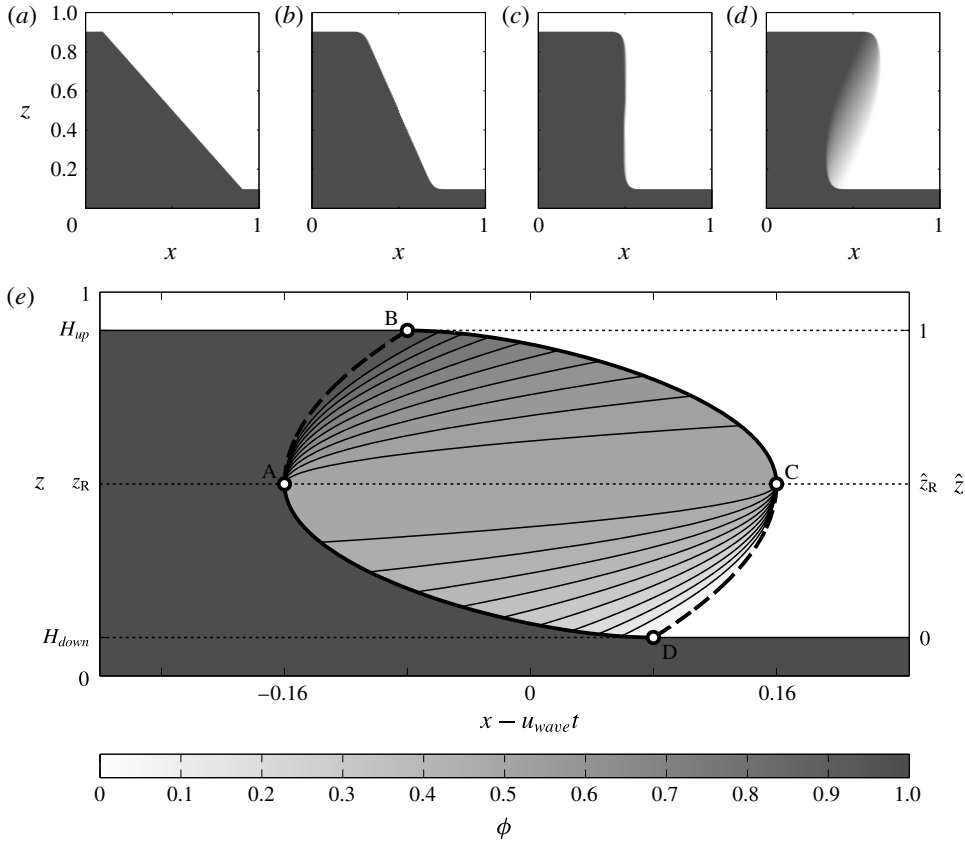 (a) (b) (c) (d)
1.0
0.8
0.6
z
0.4
0.2
0 1 0 1 0 1 0 1
x x x x
(e)
1
B
H_up 1
A C
z z_R ẑ_R ẑ
H_down 0
D
0
−0.16 0 0.16
x − u_wave t
0 0.1 0.2 0.3 0.4 0.5 0.6 0.7 0.8 0.9 1.0
ϕ